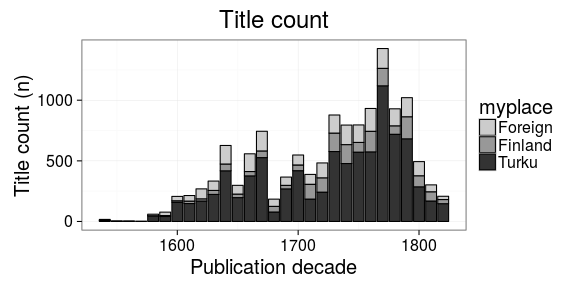 Title count
Title count (n)
1000
500
0
1600
1700
1800
Publication decade
myplace
Foreign
Finland
Turku